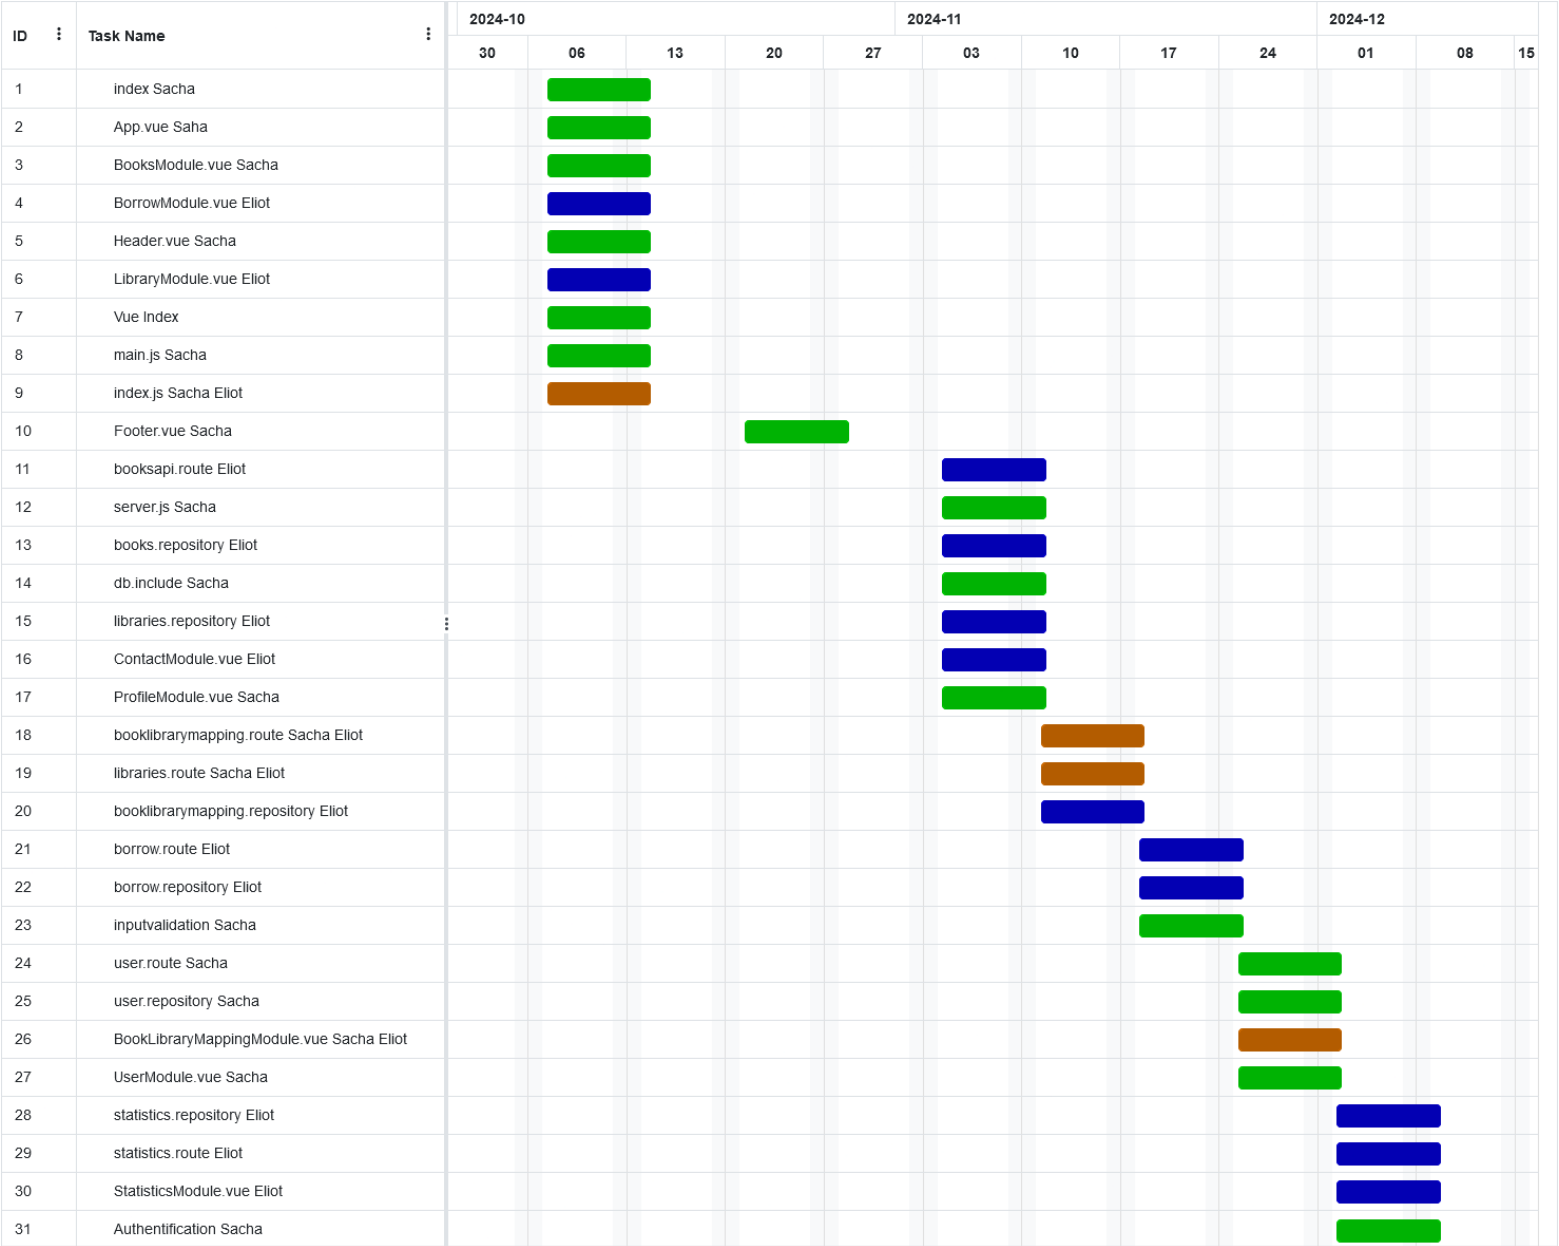 2024-10 2024-11 2024-12
ID Task Name
30 06 13 20 27 03 10 17 24 01 08 15
1 index Sacha
2 App.vue Saha
3 BooksModule.vue Sacha
4 BorrowModule.vue Eliot
5 Header.vue Sacha
6 LibraryModule.vue Eliot
7 Vue Index
8 main.js Sacha
9 index.js Sacha Eliot
10 Footer.vue Sacha
11 booksapi.route Eliot
12 server.js Sacha
13 books.repository Eliot
14 db.include Sacha
15 libraries.repository Eliot
16 ContactModule.vue Eliot
17 ProfileModule.vue Sacha
18 booklibrarymapping.route Sacha Eliot
19 libraries.route Sacha Eliot
20 booklibrarymapping.repository Eliot
21 borrow.route Eliot
22 borrow.repository Eliot
23 inputvalidation Sacha
24 user.route Sacha
25 user.repository Sacha
26 BookLibraryMappingModule.vue Sacha Eliot
27 UserModule.vue Sacha
28 statistics.repository Eliot
29 statistics.route Eliot
30 StatisticsModule.vue Eliot
31 Authentification Sacha